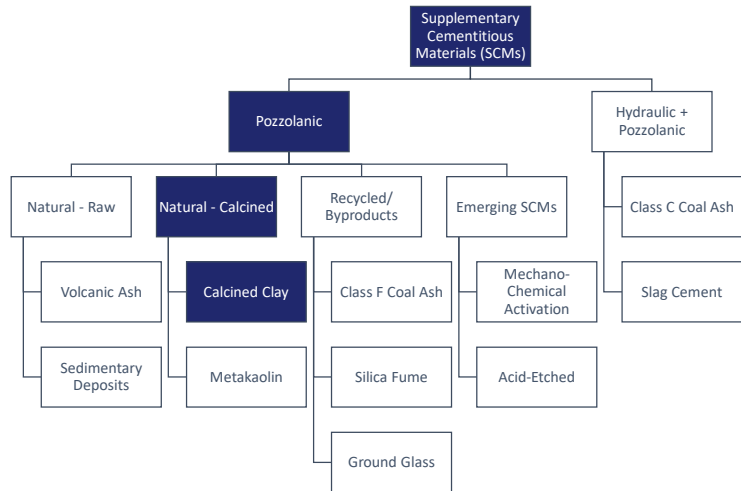 Supplementary
Cementitious
Materials (SCMs)
Pozzolanic
Hydraulic +
Pozzolanic
Natural - Raw
Natural - Calcined
Recycled/
Byproducts
Emerging SCMs
Class C Coal Ash
Volcanic Ash
Calcined Clay
Class F Coal Ash
Mechano-
Chemical
Activation
Slag Cement
Sedimentary
Deposits
Metakaolin
Silica Fume
Acid-Etched
Ground Glass